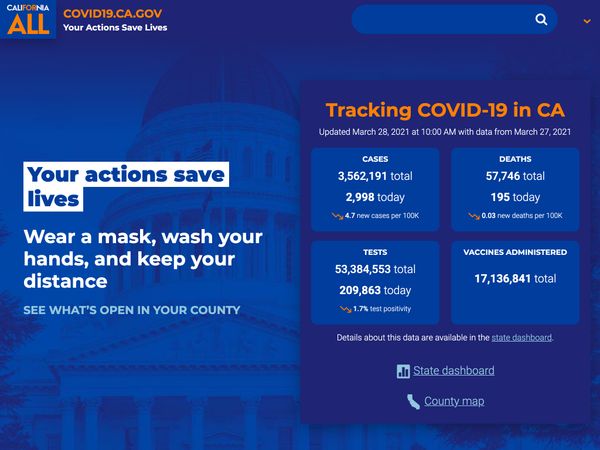 CALIFORNIA
ALL
COVID19.CA.GOV
Your Actions Save Lives
Your actions save
lives
Wear a mask, wash your
hands, and keep your
distance
SEE WHAT'S OPEN IN YOUR COUNTY
Tracking COVID-19 in CA
Updated March 28, 2021 at 10:00 AM with data from March 27, 2021
CASES
3,562,191 total
2,998 today
4.7 new cases per 100K
DEATHS
57,746 total
195 today
0.03 new deaths per 100K
TESTS
53,384,553 total
209,863 today
1.7% test positivity
VACCINES ADMINISTERED
17,136,841 total
Details about this data are available in the state dashboard.
State dashboard
County map